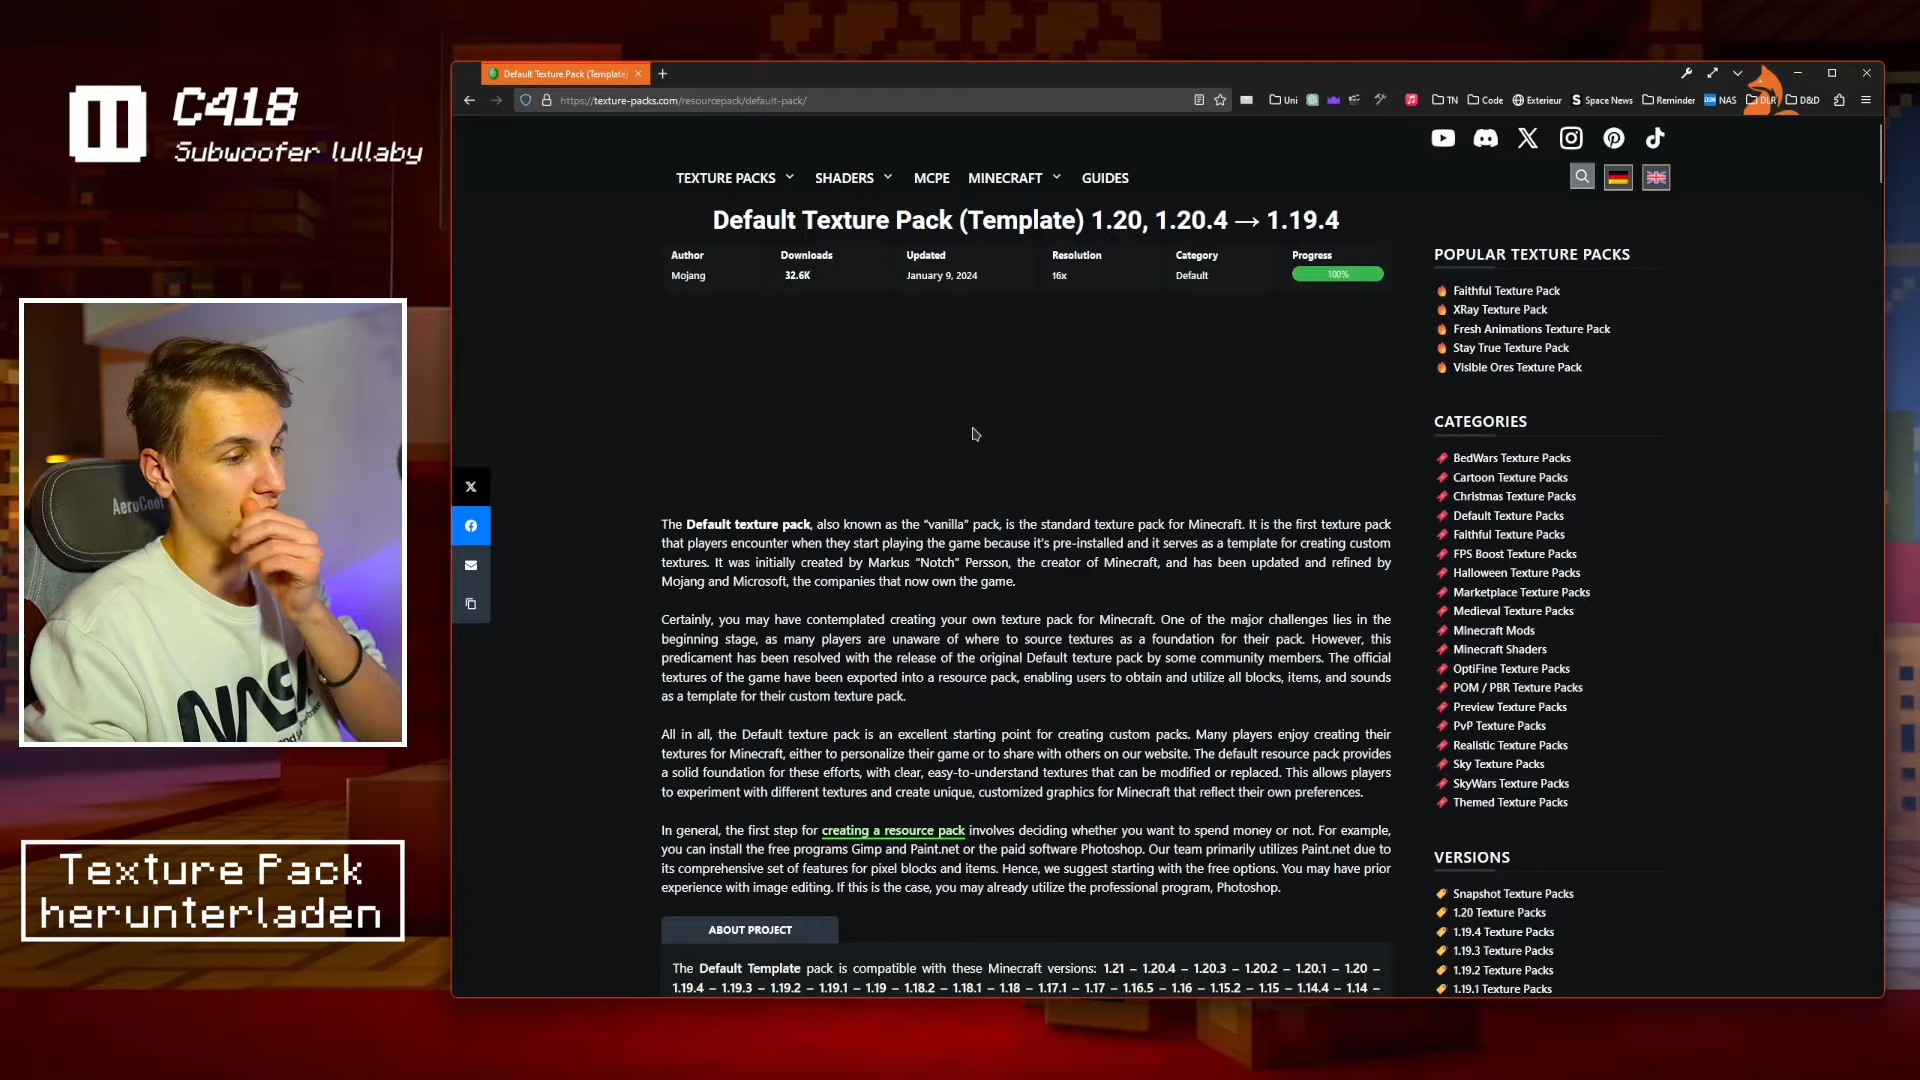 C418
Subwoofer lullaby
AeroCool
NASA
Texture Pack
herunterladen
Default Texture Pack (Template)
https://texture-packs.com/resourcepack/default-pack/
Uni
TN
Code
Exterieur
Space News
Reminder
NAS
DLR
D&D
TEXTURE PACKS
SHADERS
MCPE
MINECRAFT
GUIDES
Default Texture Pack (Template) 1.20, 1.20.4 → 1.19.4
Author
Downloads
Updated
Resolution
Category
Progress
Mojang
32.6K
January 9, 2024
16x
Default
100%
The Default texture pack, also known as the “vanilla” pack, is the standard texture pack for Minecraft. It is the first texture pack
that players encounter when they start playing the game because it's pre-installed and it serves as a template for creating custom
textures. It was initially created by Markus “Notch” Persson, the creator of Minecraft, and has been updated and refined by
Mojang and Microsoft, the companies that now own the game.
Certainly, you may have contemplated creating your own texture pack for Minecraft. One of the major challenges lies in the
beginning stage, as many players are unaware of where to source textures as a foundation for their pack. However, this
predicament has been resolved with the release of the original Default texture pack by some community members. The official
textures of the game have been exported into a resource pack, enabling users to obtain and utilize all blocks, items, and sounds
as a template for their custom texture pack.
All in all, the Default texture pack is an excellent starting point for creating custom packs. Many players enjoy creating their
textures for Minecraft, either to personalize their game or to share with others on our website. The default resource pack provides
a solid foundation for these efforts, with clear, easy-to-understand textures that can be modified or replaced. This allows players
to experiment with different textures and create unique, customized graphics for Minecraft that reflect their own preferences.
In general, the first step for creating a resource pack involves deciding whether you want to spend money or not. For example,
you can install the free programs Gimp and Paint.net or the paid software Photoshop. Our team primarily utilizes Paint.net due to
its comprehensive set of features for pixel blocks and items. Hence, we suggest starting with the free options. You may have prior
experience with image editing. If this is the case, you may already utilize the professional program, Photoshop.
ABOUT PROJECT
The Default Template pack is compatible with these Minecraft versions: 1.21 – 1.20.4 – 1.20.3 – 1.20.2 – 1.20.1 – 1.20 –
1.19.4 – 1.19.3 – 1.19.2 – 1.19.1 – 1.19 – 1.18.2 – 1.18.1 – 1.18 – 1.17.1 – 1.17 – 1.16.5 – 1.16 – 1.15.2 – 1.15 – 1.14.4 – 1.14 –
POPULAR TEXTURE PACKS
Faithful Texture Pack
XRay Texture Pack
Fresh Animations Texture Pack
Stay True Texture Pack
Visible Ores Texture Pack
CATEGORIES
BedWars Texture Packs
Cartoon Texture Packs
Christmas Texture Packs
Default Texture Packs
Faithful Texture Packs
FPS Boost Texture Packs
Halloween Texture Packs
Marketplace Texture Packs
Medieval Texture Packs
Minecraft Mods
Minecraft Shaders
OptiFine Texture Packs
POM / PBR Texture Packs
Preview Texture Packs
PvP Texture Packs
Realistic Texture Packs
Sky Texture Packs
SkyWars Texture Packs
Themed Texture Packs
VERSIONS
Snapshot Texture Packs
1.20 Texture Packs
1.19.4 Texture Packs
1.19.3 Texture Packs
1.19.2 Texture Packs
1.19.1 Texture Packs